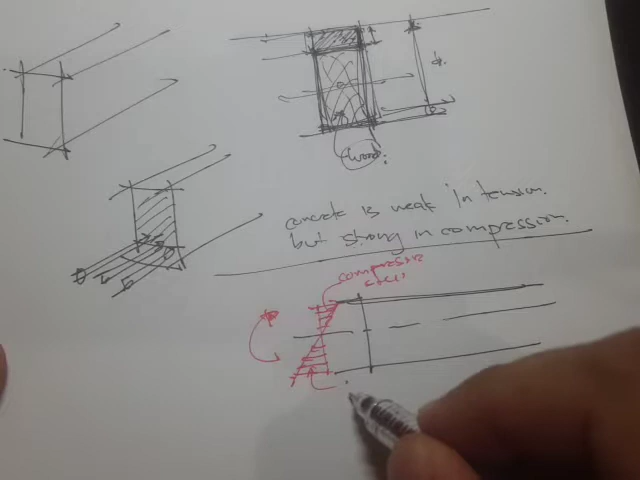 d.
wood:
concrete is weak in tension.
but strong in compression.
compressive